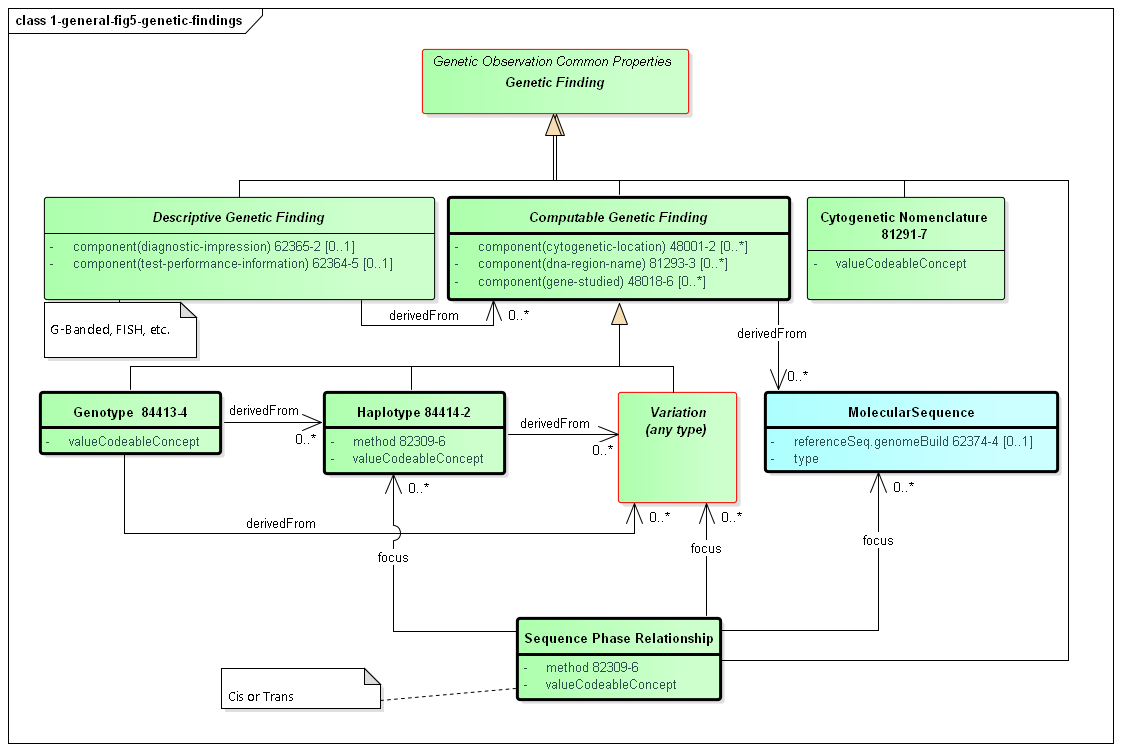 class 1-general-fig5-genetic-findings
Genetic Observation Common Properties
Genetic Finding
Descriptive Genetic Finding
- component(diagnostic-impression) 62365-2 [0..1]
- component(test-performance-information) 62364-5 [0..1]
Computable Genetic Finding
- component(cytogenetic-location) 48001-2 [0..*]
- component(dna-region-name) 81293-3 [0..*]
- component(gene-studied) 48018-6 [0..*]
Cytogenetic Nomenclature
81291-7
- valueCodeableConcept
G-Banded, FISH, etc.
derivedFrom
0..*
derivedFrom
0..*
Genotype 84413-4
- valueCodeableConcept
derivedFrom
0..*
Haplotype 84414-2
- method 82309-6
- valueCodeableConcept
derivedFrom
0..*
Variation
(any type)
MolecularSequence
- referenceSeq.genomeBuild 62374-4 [0..1]
- type
0..*
0..*
0..*
0..*
derivedFrom
focus
focus
focus
Sequence Phase Relationship
- method 82309-6
- valueCodeableConcept
Cis or Trans